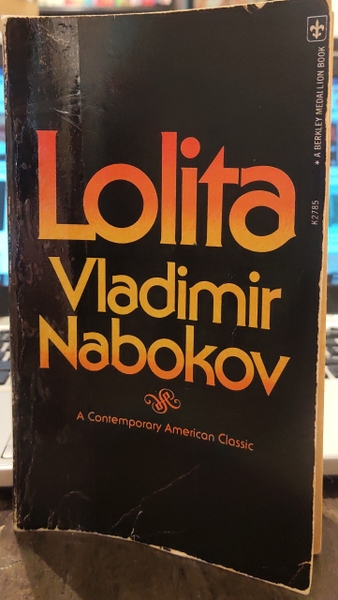 Lolita
Vladimir
Nabokov
A Contemporary American Classic
* A BERKLEY MEDALLION BOOK
K2785